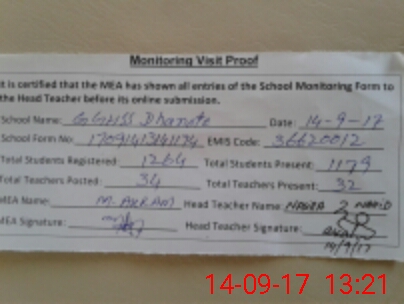 Monitoring Visit Proof
It is certified that the MEA has shown all entries of the School Monitoring Form to
the Head Teacher before its online submission.
School Name: GGHSS Dhanote Date: 14-9-17
School Form No: EMIS Code: 36620012
Total Students Registered: 1264 Total Students Present: 1179
Total Teachers Posted: 34 Total Teachers Present: 32
MEA Name: M. AKRAM Head Teacher Name:
MEA Signature: Head Teacher Signature:
14/9/17
14-09-17 13:21